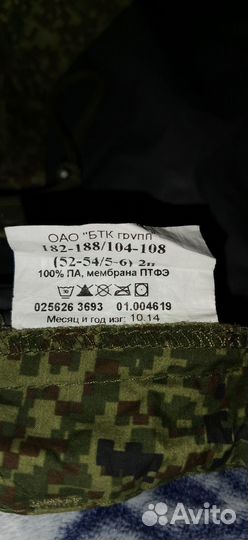 ОАО "БТК групп"
182-188/104-108
(52-54/5-6) 2п
100% ПА, мембрана ПТФЭ
025626 3693 01.004619
Месяц и год изг: 10.14
Avito